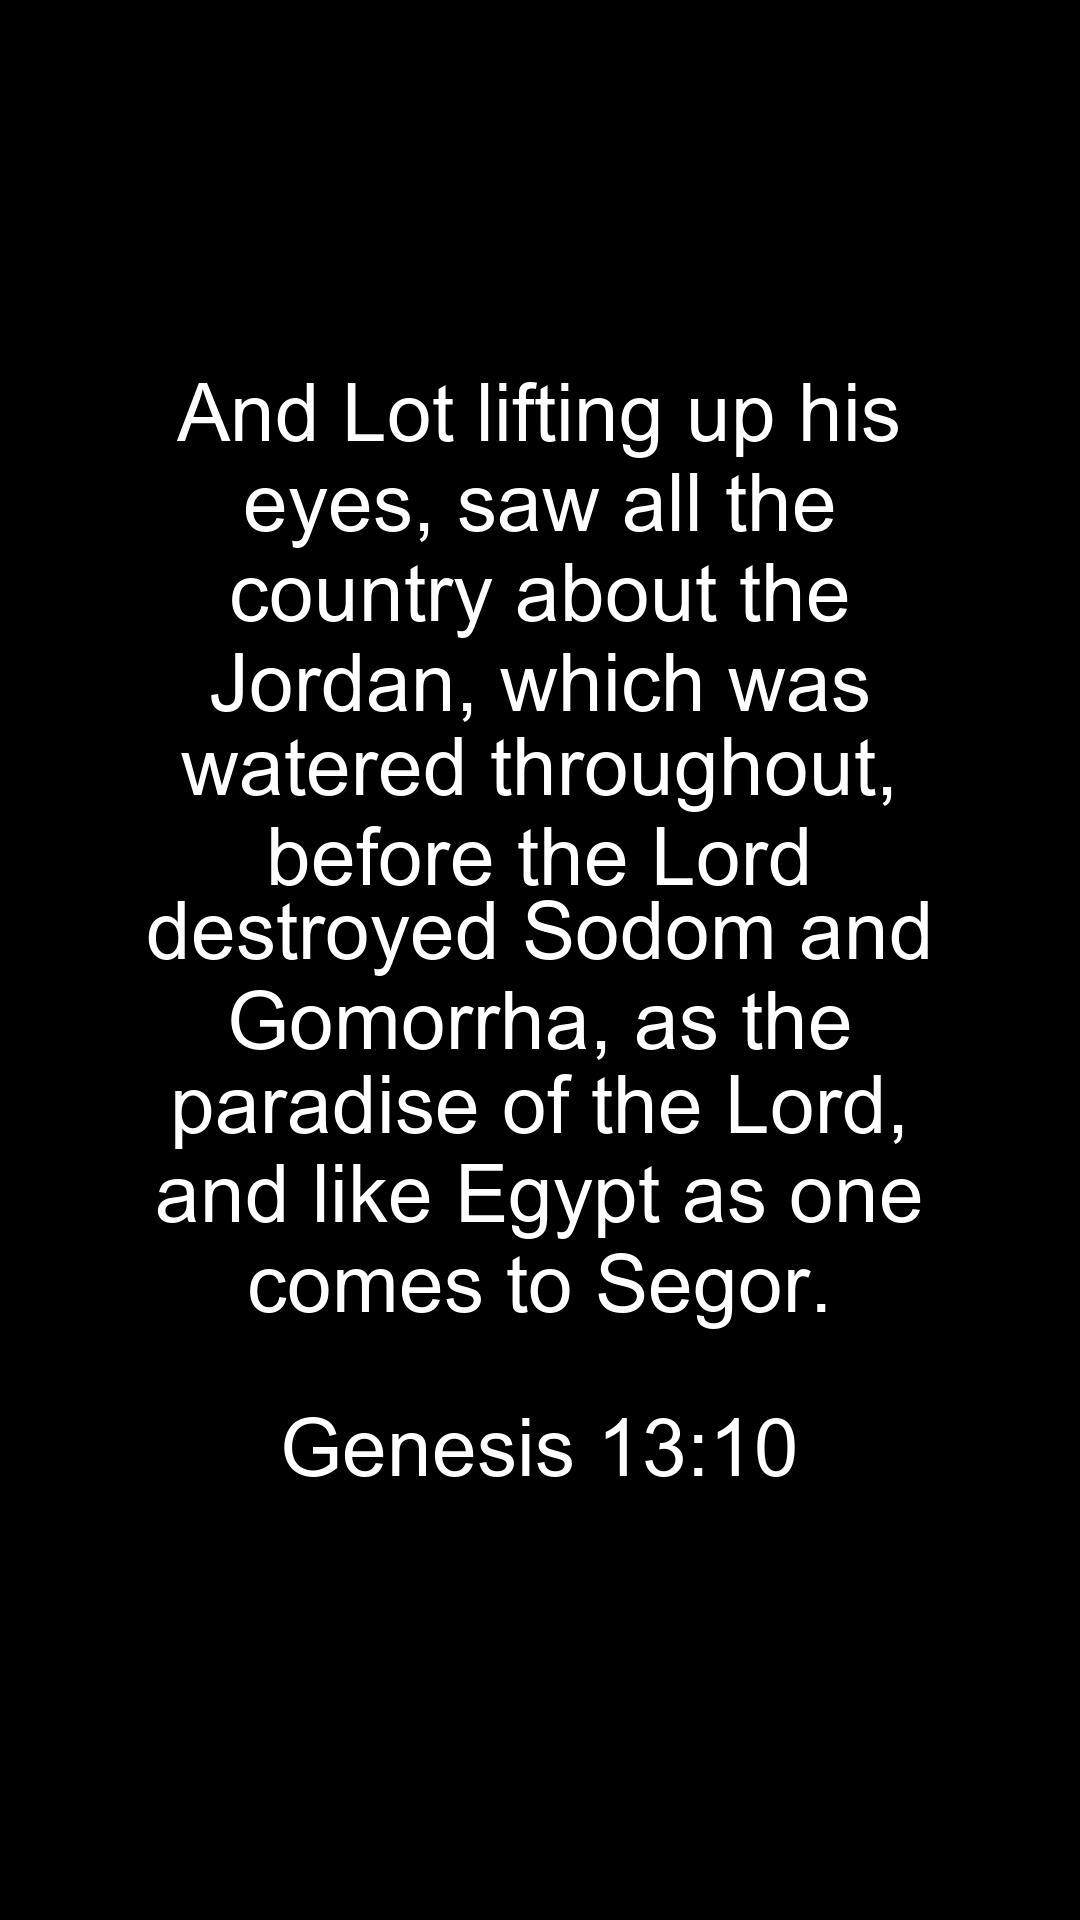 And Lot lifting up his
eyes, saw all the
country about the
Jordan, which was
watered throughout,
before the Lord
destroyed Sodom and
Gomorrha, as the
paradise of the Lord,
and like Egypt as one
comes to Segor.
Genesis 13:10